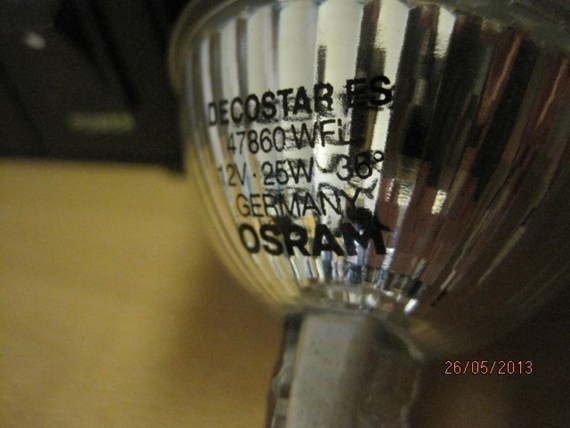 DECOSTAR ES
47860 WFL
12V · 25W 36°
GERMANY
OSRAM
26/05/2013